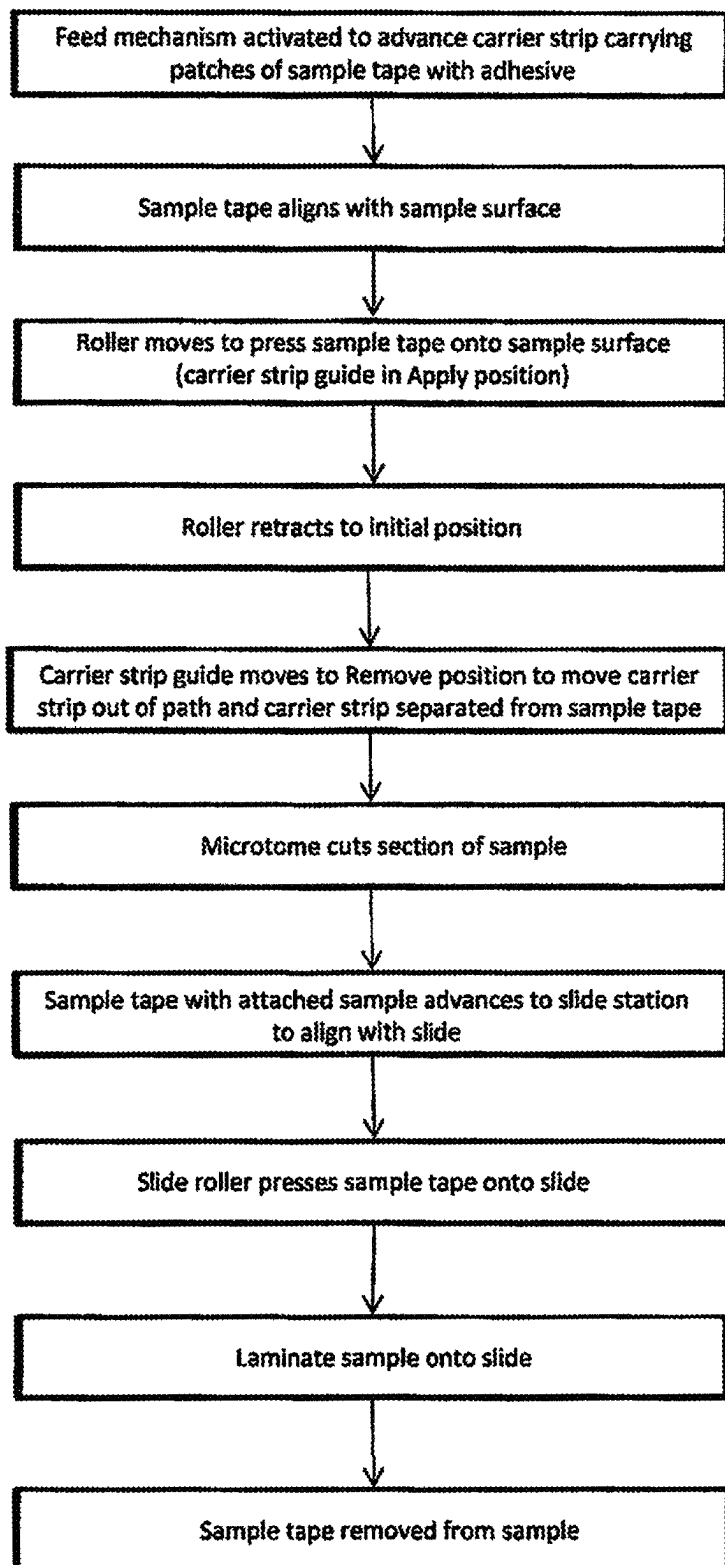 Feed mechanism activated to advance carrier strip carrying
patches of sample tape with adhesive
Sample tape aligns with sample surface
Roller moves to press sample tape onto sample surface
(carrier strip guide in Apply position)
Roller retracts to initial position
Carrier strip guide moves to Remove position to move carrier
strip out of path and carrier strip separated from sample tape
Microtome cuts section of sample
Sample tape with attached sample advances to slide station
to align with slide
Slide roller presses sample tape onto slide
Laminate sample onto slide
Sample tape removed from sample